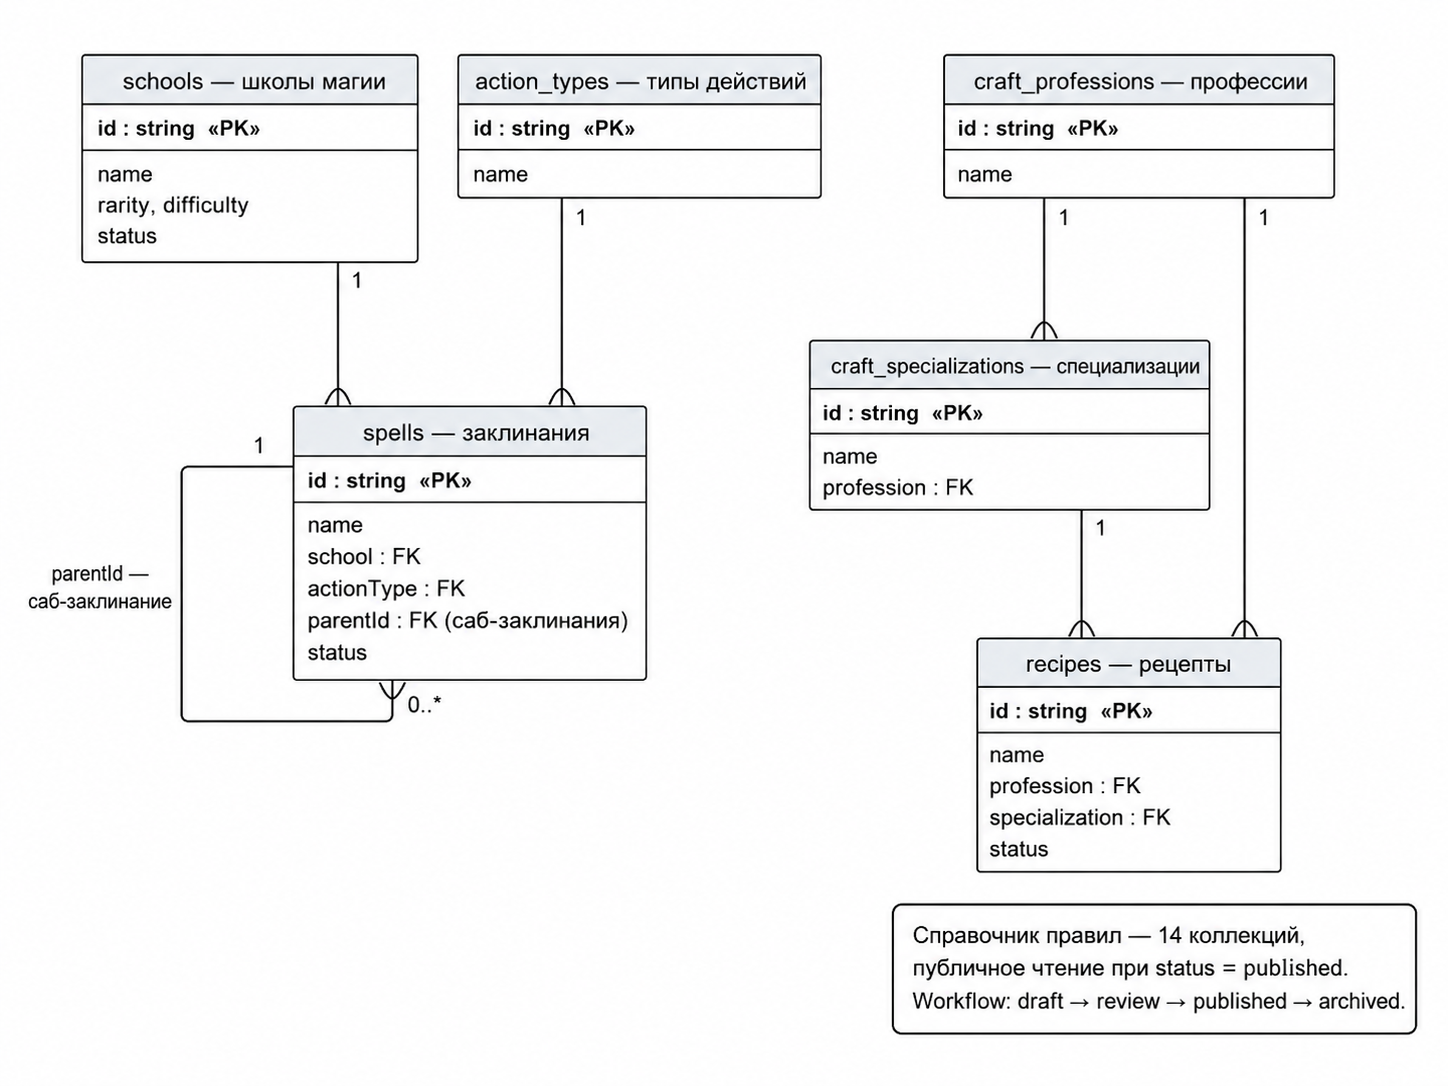 schools — школы магии
id : string «PK»
name
rarity, difficulty
status
1
action_types — типы действий
id : string «PK»
name
1
craft_professions — профессии
id : string «PK»
name
1
1
craft_specializations — специализации
id : string «PK»
name
profession : FK
1
spells — заклинания
id : string «PK»
name
school : FK
actionType : FK
parentId : FK (саб-заклинания)
status
1
parentId —
саб-заклинание
0..*
recipes — рецепты
id : string «PK»
name
profession : FK
specialization : FK
status
Справочник правил — 14 коллекций,
публичное чтение при status = published.
Workflow: draft → review → published → archived.